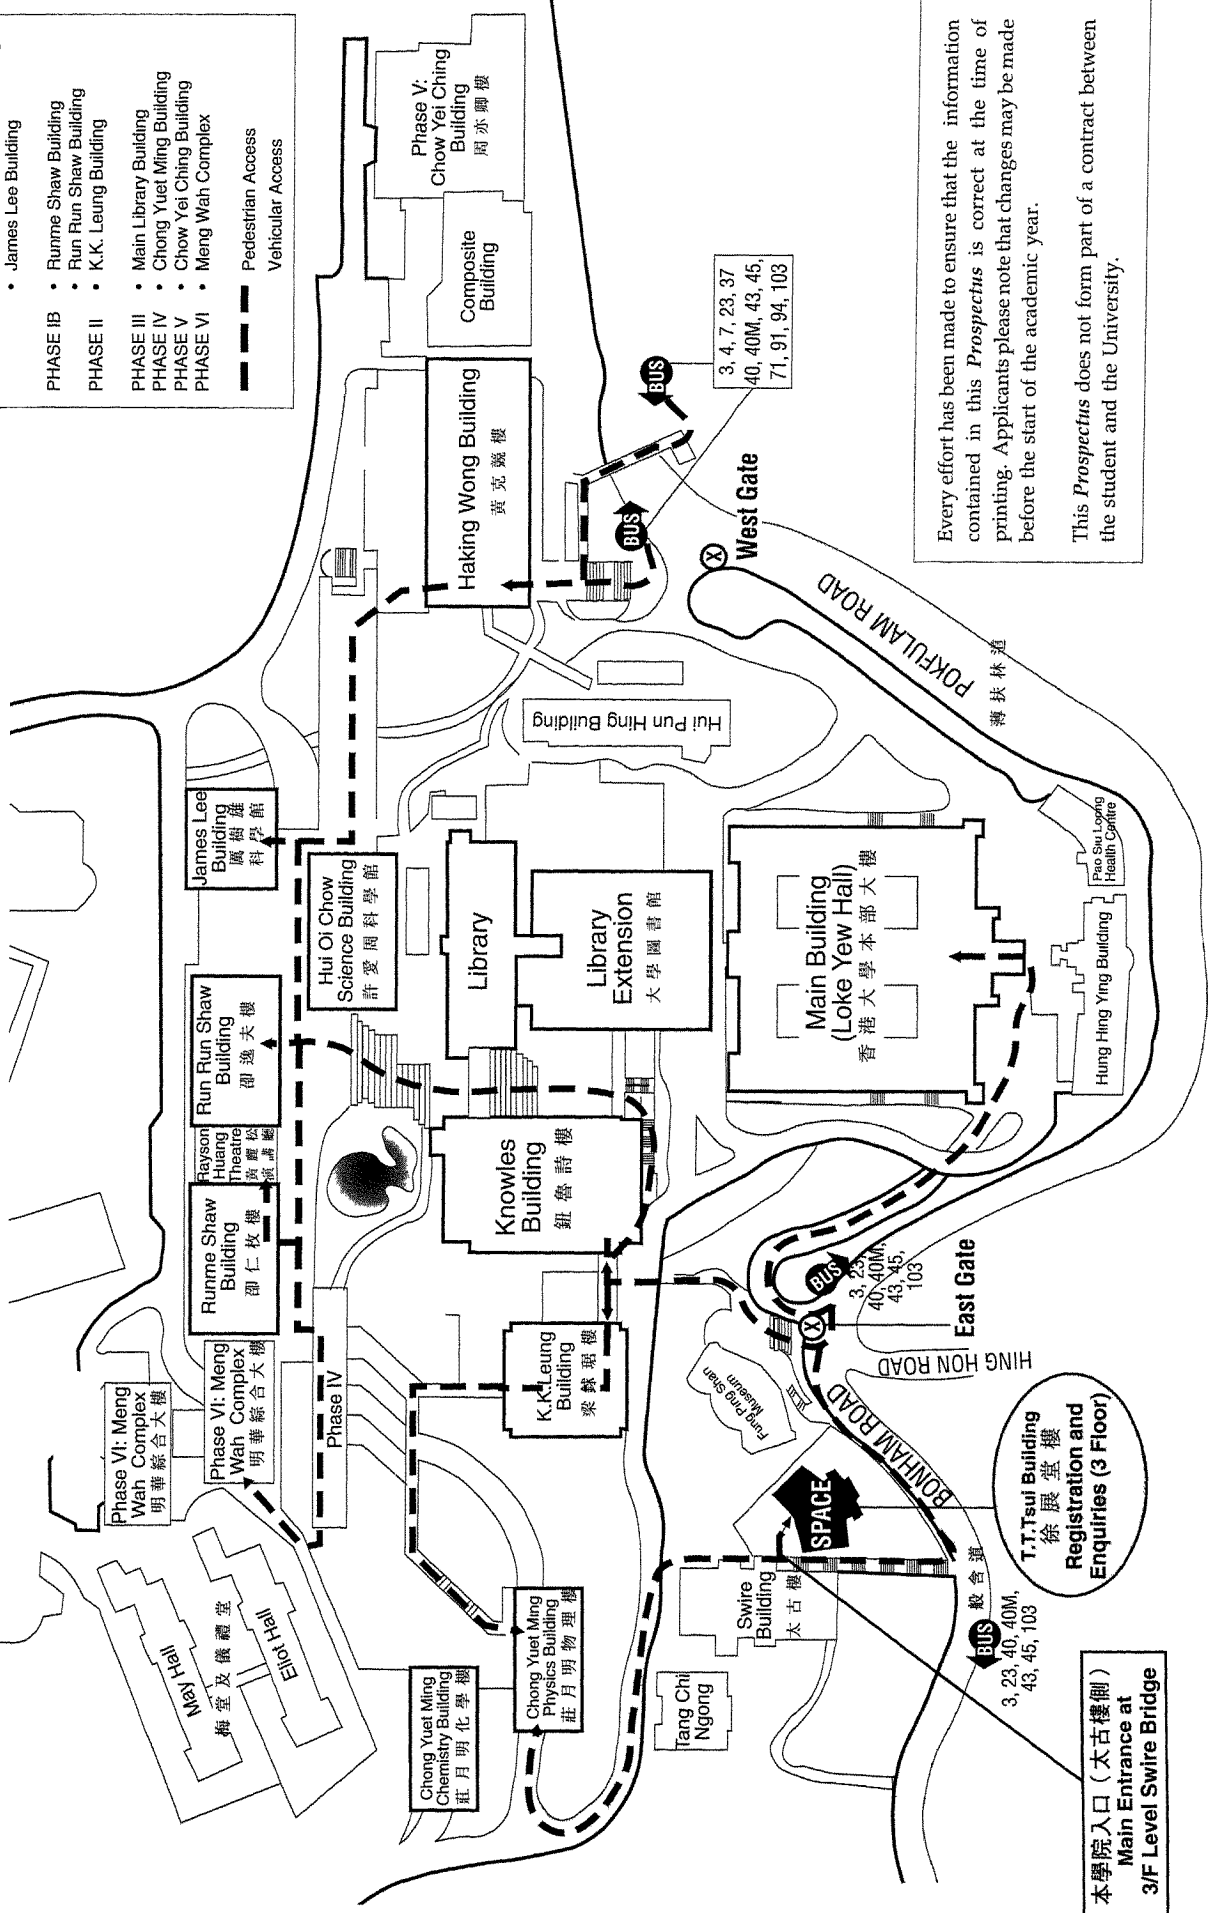 • James Lee Building
PHASE IB • Runme Shaw Building
• Run Run Shaw Building
PHASE II • K.K. Leung Building
PHASE III • Main Library Building
PHASE IV • Chong Yuet Ming Building
PHASE V • Chow Yei Ching Building
PHASE VI • Meng Wah Complex
Pedestrian Access
Vehicular Access
Phase VI: Meng
Wah Complex
明華綜合大樓
Phase VI: Meng
Wah Complex
明華綜合大樓
May Hall
梅堂及儀禮堂
Eliot Hall
Runme Shaw
Building
邵仁枚樓
Rayson
Huang
Theatre
黃麗松
演講廳
Run Run Shaw
Building
邵逸夫樓
James Lee
Building
厲樹雄
科學館
Phase IV
Hui Oi Chow
Science Building
許愛周科學館
Phase V:
Chow Yei Ching
Building
周亦卿樓
Composite
Building
Haking Wong Building
黃克競樓
Chong Yuet Ming
Chemistry Building
莊月明化學樓
Chong Yuet Ming
Physics Building
莊月明物理樓
K.K.Leung
Building
梁銶琚樓
Knowles
Building
鈕魯詩樓
Library
Library
Extension
大學圖書館
Hui Pun Hing Building
BUS
BUS
3, 4, 7, 23, 37
40, 40M, 43, 45,
71, 91, 94, 103
X
West Gate
Tang Chi
Ngong
Swire
Building
太古樓
SPACE
Fung Ping Shan
Museum
BUS
3, 23,
40, 40M,
43, 45,
103
X
East Gate
Main Building
(Loke Yew Hall)
香港大學本部大樓
POKFULAM ROAD
薄扶林道
HING HON ROAD
BONHAM ROAD
般含道
BUS
3, 23, 40, 40M,
43, 45, 103
T.T.Tsui Building
徐展堂樓
Registration and
Enquiries (3 Floor)
Hung Hing Ying Building
Pao Siu Loong
Health Centre
本學院入口（太古樓側）
Main Entrance at
3/F Level Swire Bridge
Every effort has been made to ensure that the information
contained in this Prospectus is correct at the time of
printing. Applicants please note that changes may be made
before the start of the academic year.
This Prospectus does not form part of a contract between
the student and the University.